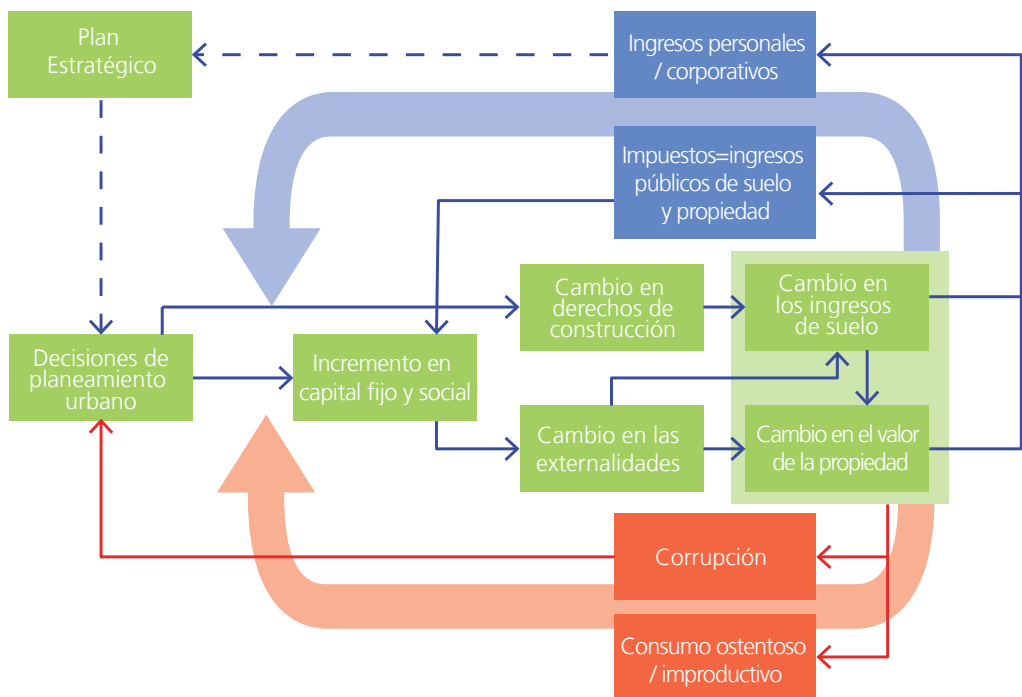 Plan
Estratégico
Ingresos personales
/ corporativos
Impuestos=ingresos
públicos de suelo
y propiedad
Cambio en
derechos de
construcción
Cambio en
los ingresos
de suelo
Decisiones de
planeamiento
urbano
Incremento en
capital fijo y social
Cambio en las
externalidades
Cambio en el valor
de la propiedad
Corrupción
Consumo ostentoso
/ improductivo